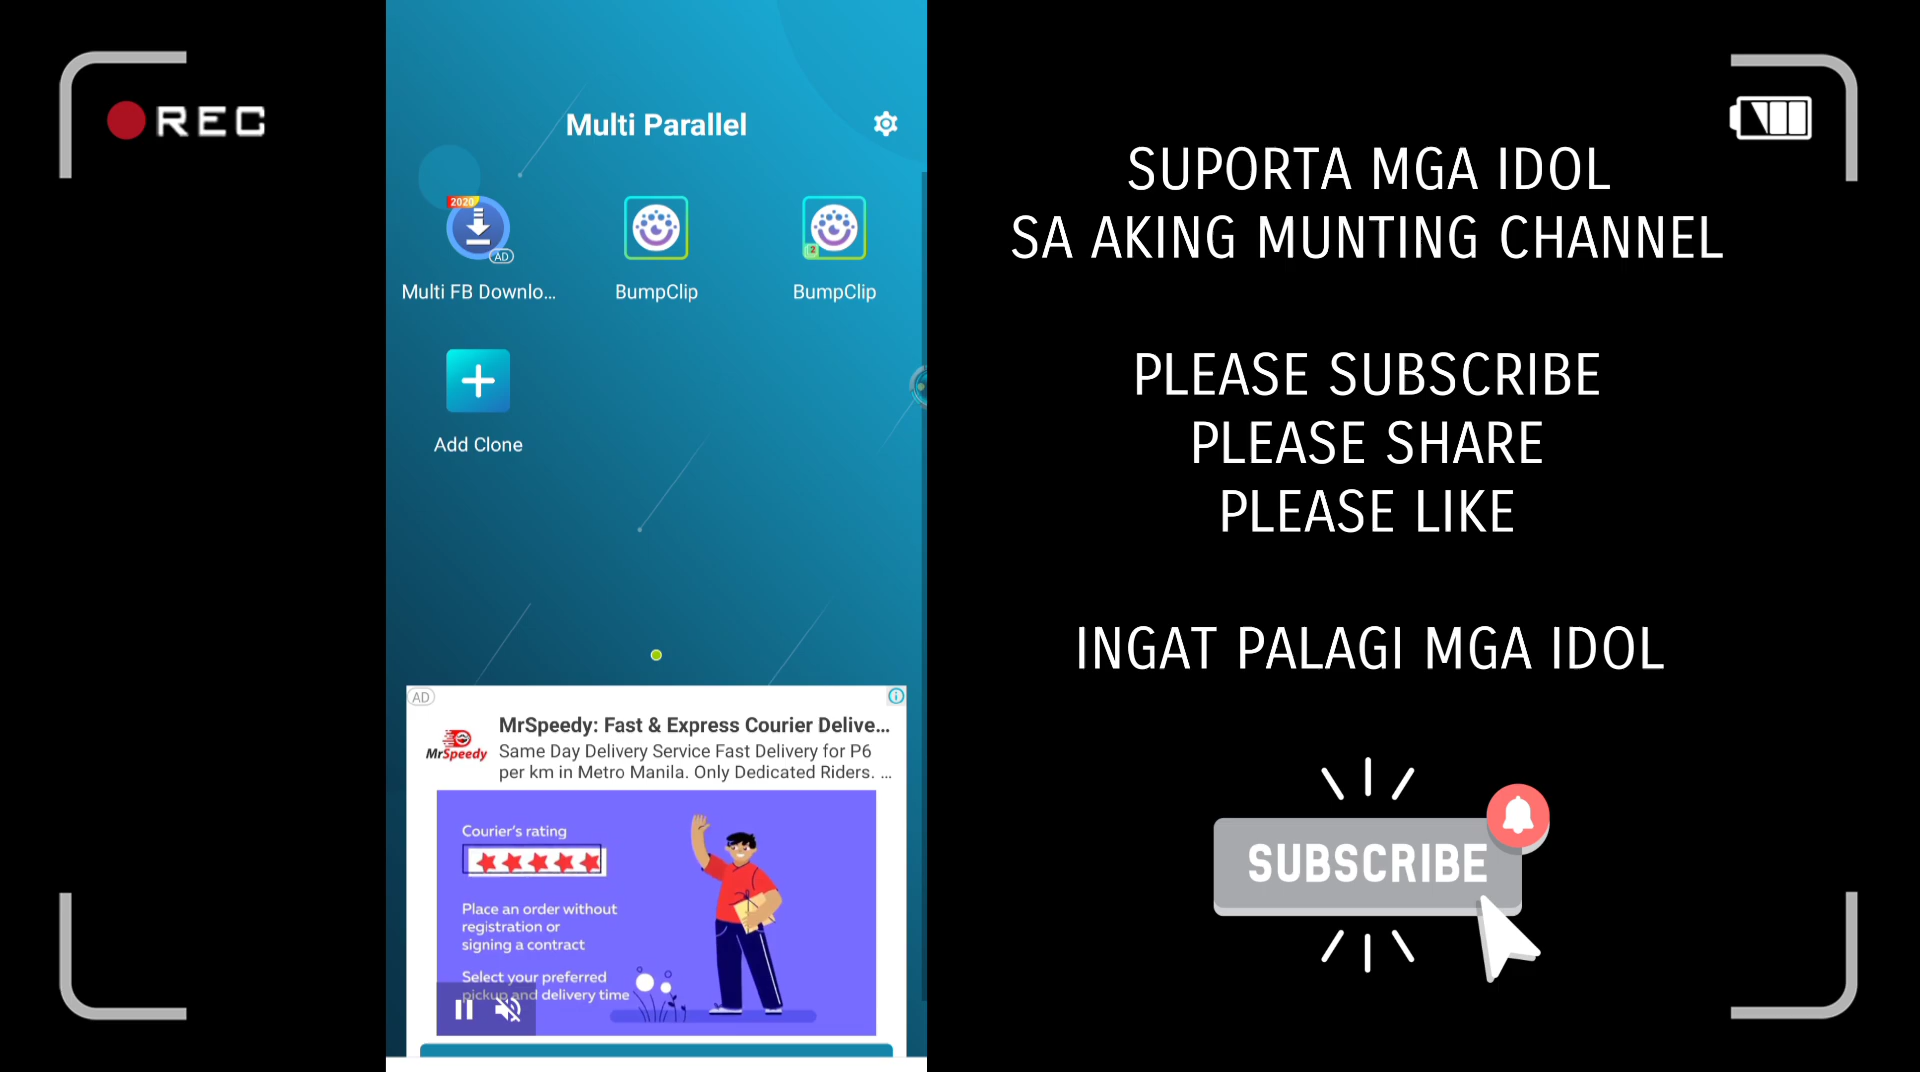 REC
Multi Parallel
2020
AD
2
Multi FB Downlo...
BumpClip
BumpClip
Add Clone
AD
MrSpeedy: Fast & Express Courier Delive...
MrSpeedy
Same Day Delivery Service Fast Delivery for P6
per km in Metro Manila. Only Dedicated Riders. ...
Courier's rating
Place an order without
registration or
signing a contract
Select your preferred
pickup and delivery time
SUPORTA MGA IDOL
SA AKING MUNTING CHANNEL
PLEASE SUBSCRIBE
PLEASE SHARE
PLEASE LIKE
INGAT PALAGI MGA IDOL
SUBSCRIBE